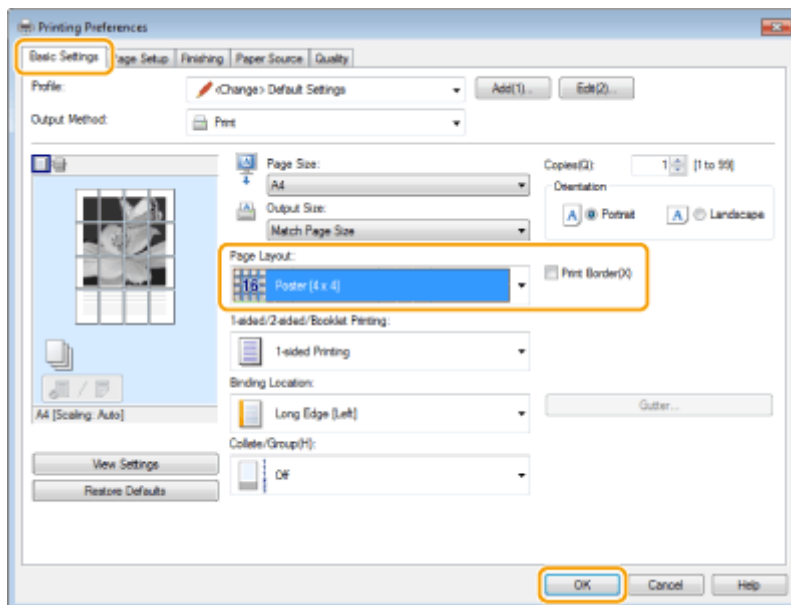 Printing Preferences
Basic Settings Page Setup Finishing Paper Source Quality
Profile: <Change> Default Settings Add(1)... Edit(2)...
Output Method: Print
Page Size: Copies(Q): 1 [1 to 99]
A4 Orientation
Output Size: A Portrait A Landscape
Match Page Size
Page Layout:
16 Poster [4 x 4] Print Border(X)
1-sided/2-sided/Booklet Printing:
1-sided Printing
Binding Location:
A4 [Scaling: Auto] Long Edge [Left] Gutter...
Collate/Group(H):
View Settings Off
Restore Defaults
OK Cancel Help